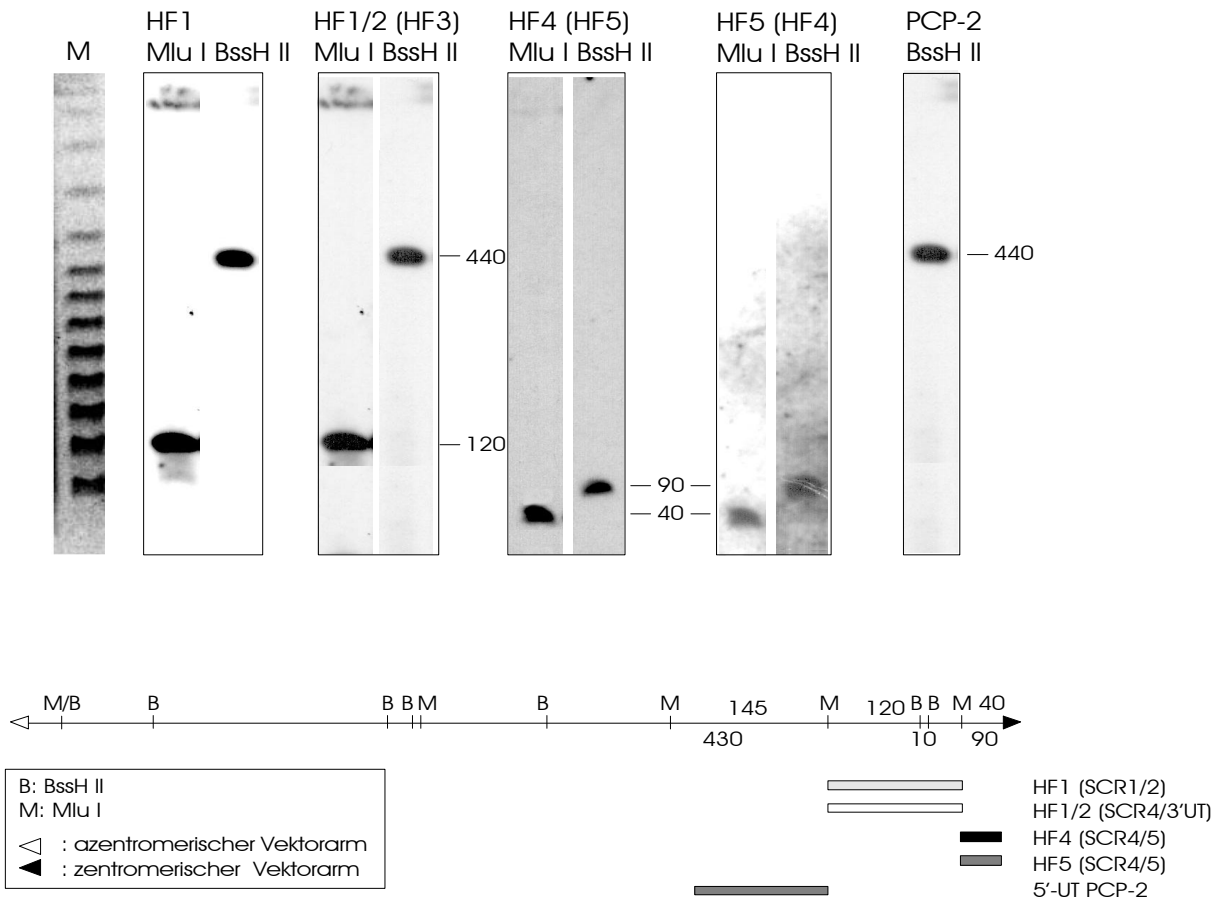 HF1 HF1/2 (HF3) HF4 (HF5) HF5 (HF4) PCP-2
M Mlu I BssH II Mlu I BssH II Mlu I BssH II Mlu I BssH II BssH II
440 440
120
90
40
M/B B B B M B M 145 M 120 B B M 40
430 10 90
B: BssH II
M: Mlu I
: azentromerischer Vektorarm
: zentromerischer Vektorarm
HF1 (SCR1/2)
HF1/2 (SCR4/3'UT)
HF4 (SCR4/5)
HF5 (SCR4/5)
5'-UT PCP-2